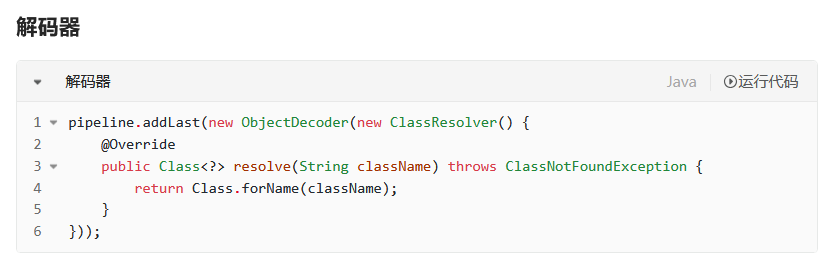 解码器
解码器 Java 运行代码
1 pipeline.addLast(new ObjectDecoder(new ClassResolver() {
2     @Override
3     public Class<?> resolve(String className) throws ClassNotFoundException {
4         return Class.forName(className);
5     }
6 }));